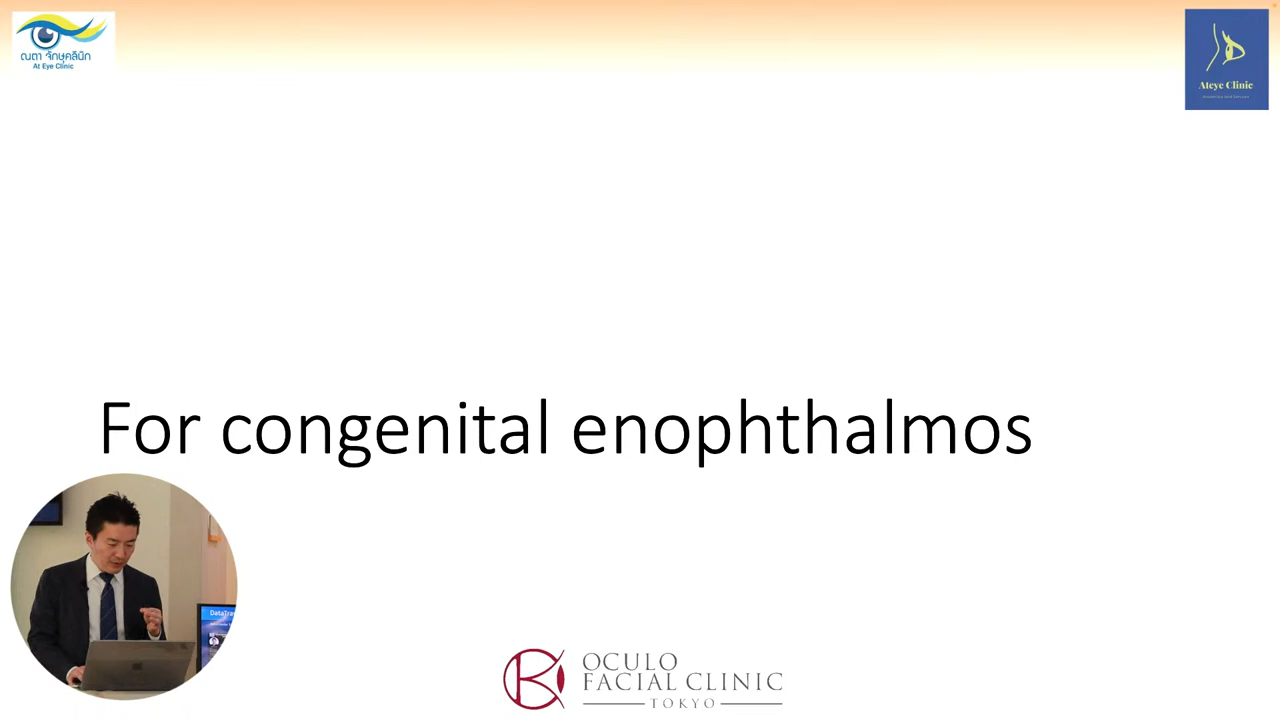 ณตา จักษุคลินิก
At Eye Clinic
Ateye Clinic
For congenital enophthalmos
DataTra
OCULO
FACIAL CLINIC
TOKYO